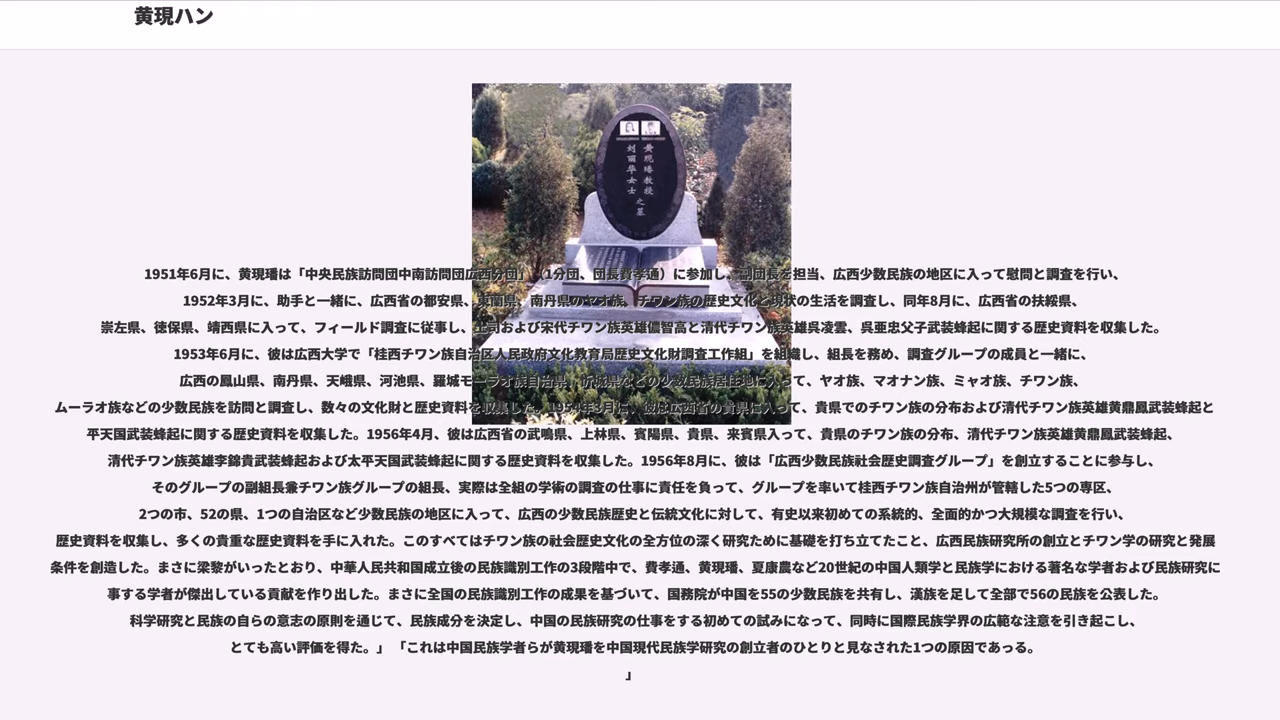 黄現ハン
黄現璠教授
刘丽华女士
之墓
1951年6月に、黄現璠は「中央民族訪問団中南訪問団広西分団」（1分団、団長費孝通）に参加し、副団長を担当、広西少数民族の地区に入って慰問と調査を行い、
1952年3月に、助手と一緒に、広西省の都安県、東蘭県、南丹県のヤオ族、チワン族の歴史文化と現状の生活を調査し、同年8月に、広西省の扶綏県、
崇左県、徳保県、靖西県に入って、フィールド調査に従事し、土司および宋代チワン族英雄儂智高と清代チワン族英雄呉凌雲、呉亜忠父子武装蜂起に関する歴史資料を収集した。
1953年6月に、彼は広西大学で「桂西チワン族自治区人民政府文化教育局歴史文化財調査工作組」を組織し、組長を務め、調査グループの成員と一緒に、
広西の鳳山県、南丹県、天峨県、河池県、羅城モーラオ族自治県、忻城県などの少数民族居住地に入って、ヤオ族、マオナン族、ミャオ族、チワン族、
ムーラオ族などの少数民族を訪問と調査し、数々の文化財と歴史資料を収集した。1954年3月に、彼は広西省の貴県に入って、貴県でのチワン族の分布および清代チワン族英雄黄鼎鳳武装蜂起と
平天国武装蜂起に関する歴史資料を収集した。1956年4月、彼は広西省の武鳴県、上林県、賓陽県、貴県、来賓県入って、貴県のチワン族の分布、清代チワン族英雄黄鼎鳳武装蜂起、
清代チワン族英雄李錦貴武装蜂起および太平天国武装蜂起に関する歴史資料を収集した。1956年8月に、彼は「広西少数民族社会歴史調査グループ」を創立することに参与し、
そのグループの副組長兼チワン族グループの組長、実際は全組の学術の調査の仕事に責任を負って、グループを率いて桂西チワン族自治州が管轄した5つの専区、
2つの市、52の県、1つの自治区など少数民族の地区に入って、広西の少数民族歴史と伝統文化に対して、有史以来初めての系統的、全面的かつ大規模な調査を行い、
歴史資料を収集し、多くの貴重な歴史資料を手に入れた。このすべてはチワン族の社会歴史文化の全方位の深く研究ために基礎を打ち立てたこと、広西民族研究所の創立とチワン学の研究と発展
条件を創造した。まさに梁黎がいったとおり、中華人民共和国成立後の民族識別工作の3段階中で、費孝通、黄現璠、夏康農など20世紀の中国人類学と民族学における著名な学者および民族研究に
事する学者が傑出している貢献を作り出した。まさに全国の民族識別工作の成果を基づいて、国務院が中国を55の少数民族を共有し、漢族を足して全部で56の民族を公表した。
科学研究と民族の自らの意志の原則を通じて、民族成分を決定し、中国の民族研究の仕事をする初めての試みになって、同時に国際民族学界の広範な注意を引き起こし、
とても高い評価を得た。」 「これは中国民族学者らが黄現璠を中国現代民族学研究の創立者のひとりと見なされた1つの原因であっる。
」